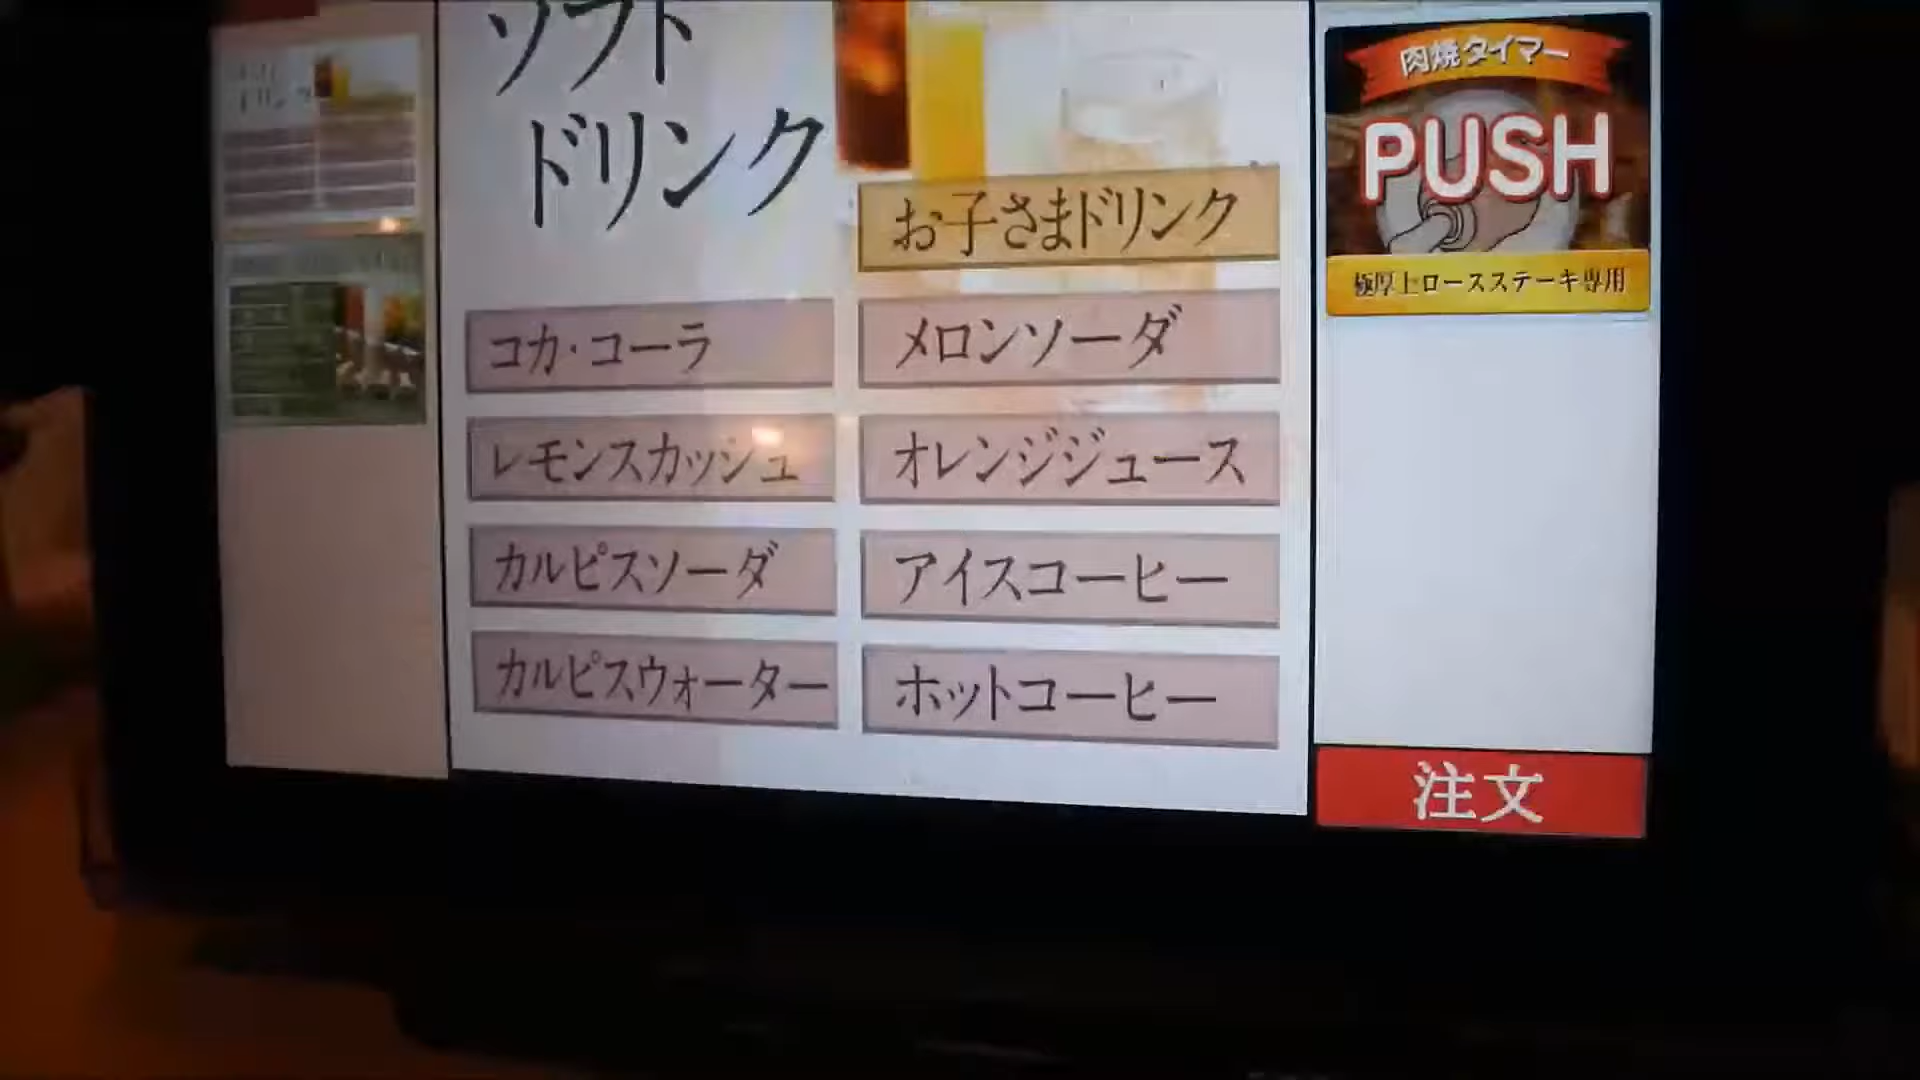 ソフト
ドリンク
お子さまドリンク
コカ・コーラ
メロンソーダ
レモンスカッシュ
オレンジジュース
カルピスソーダ
アイスコーヒー
カルピスウォーター
ホットコーヒー
肉焼タイマー
PUSH
極厚上ロースステーキ専用
注文